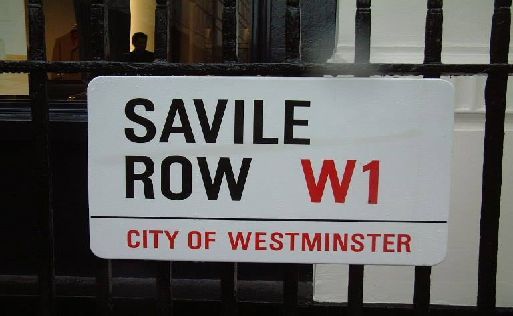 SAVILE
ROW W1
CITY OF WESTMINSTER